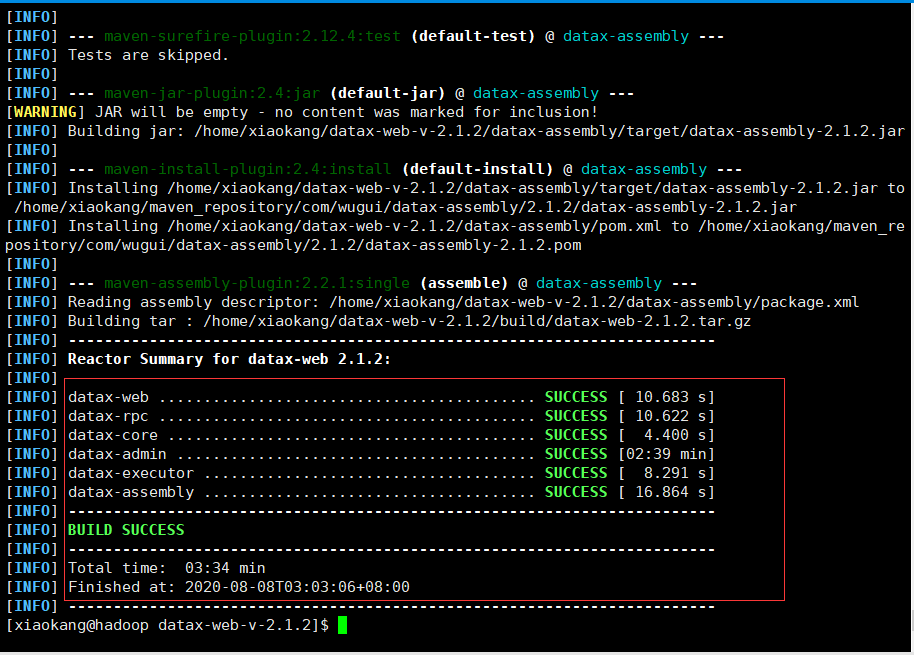 [INFO]
[INFO] --- maven-surefire-plugin:2.12.4:test (default-test) @ datax-assembly ---
[INFO] Tests are skipped.
[INFO]
[INFO] --- maven-jar-plugin:2.4:jar (default-jar) @ datax-assembly ---
[WARNING] JAR will be empty - no content was marked for inclusion!
[INFO] Building jar: /home/xiaokang/datax-web-v-2.1.2/datax-assembly/target/datax-assembly-2.1.2.jar
[INFO]
[INFO] --- maven-install-plugin:2.4:install (default-install) @ datax-assembly ---
[INFO] Installing /home/xiaokang/datax-web-v-2.1.2/datax-assembly/target/datax-assembly-2.1.2.jar to
/home/xiaokang/maven_repository/com/wugui/datax-assembly/2.1.2/datax-assembly-2.1.2.jar
[INFO] Installing /home/xiaokang/datax-web-v-2.1.2/datax-assembly/pom.xml to /home/xiaokang/maven_re
pository/com/wugui/datax-assembly/2.1.2/datax-assembly-2.1.2.pom
[INFO]
[INFO] --- maven-assembly-plugin:2.2.1:single (assemble) @ datax-assembly ---
[INFO] Reading assembly descriptor: /home/xiaokang/datax-web-v-2.1.2/datax-assembly/package.xml
[INFO] Building tar : /home/xiaokang/datax-web-v-2.1.2/build/datax-web-2.1.2.tar.gz
[INFO] ------------------------------------------------------------------------
[INFO] Reactor Summary for datax-web 2.1.2:
[INFO]
[INFO] datax-web .......................................... SUCCESS [ 10.683 s]
[INFO] datax-rpc .......................................... SUCCESS [ 10.622 s]
[INFO] datax-core ......................................... SUCCESS [  4.400 s]
[INFO] datax-admin ........................................ SUCCESS [02:39 min]
[INFO] datax-executor ..................................... SUCCESS [  8.291 s]
[INFO] datax-assembly ..................................... SUCCESS [ 16.864 s]
[INFO] ------------------------------------------------------------------------
[INFO] BUILD SUCCESS
[INFO] ------------------------------------------------------------------------
[INFO] Total time:  03:34 min
[INFO] Finished at: 2020-08-08T03:03:06+08:00
[INFO] ------------------------------------------------------------------------
[xiaokang@hadoop datax-web-v-2.1.2]$